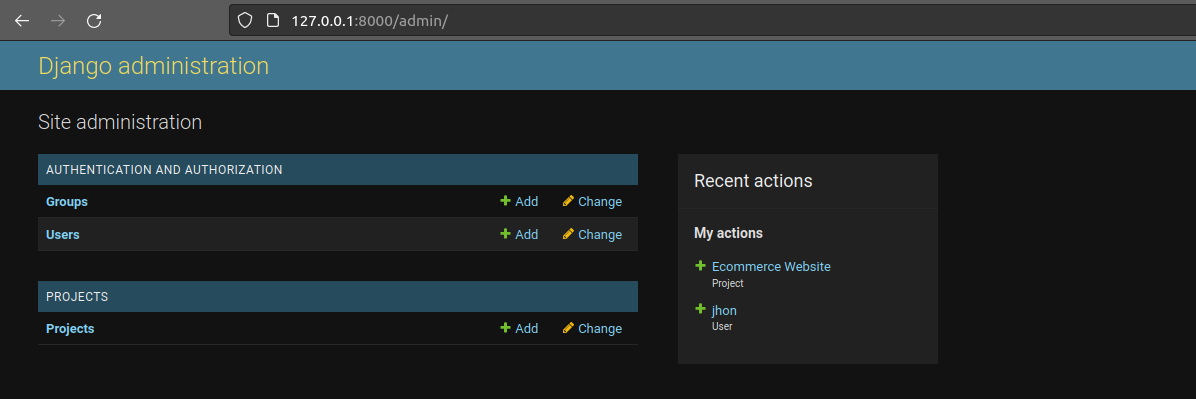 127.0.0.1:8000/admin/
Django administration
Site administration
AUTHENTICATION AND AUTHORIZATION
Groups Add Change
Users Add Change
PROJECTS
Projects Add Change
Recent actions
My actions
Ecommerce Website
Project
jhon
User